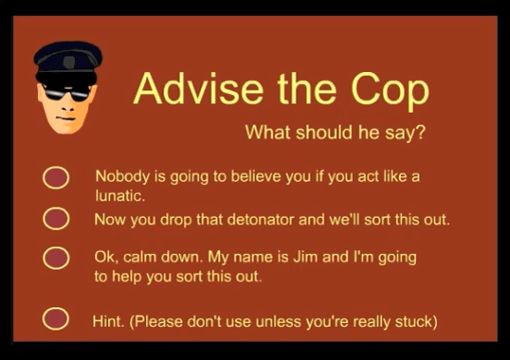 Advise the Cop
What should he say?
Nobody is going to believe you if you act like a
lunatic.
Now you drop that detonator and we'll sort this out.
Ok, calm down. My name is Jim and I'm going
to help you sort this out.
Hint. (Please don't use unless you're really stuck)